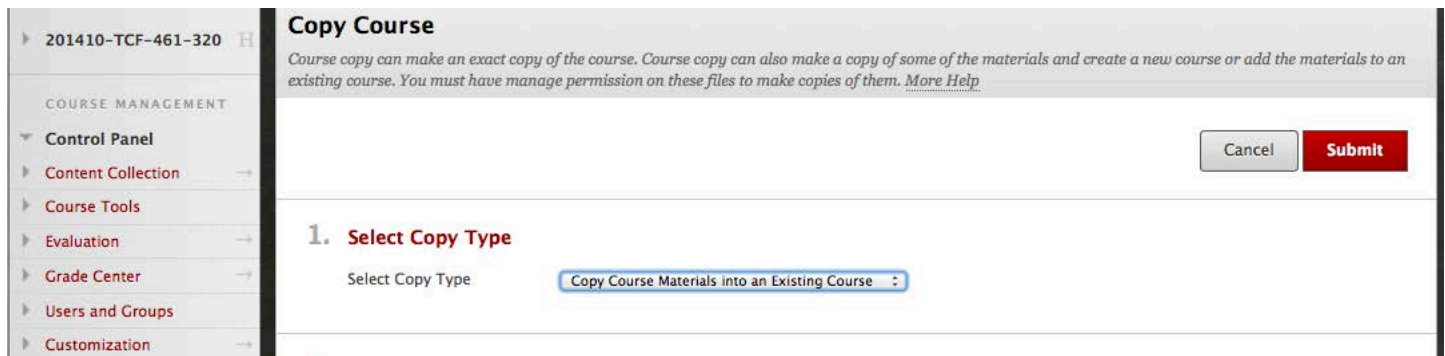 201410-TCF-461-320
COURSE MANAGEMENT
Control Panel
Content Collection
Course Tools
Evaluation
Grade Center
Users and Groups
Customization
Copy Course
Course copy can make an exact copy of the course. Course copy can also make a copy of some of the materials and create a new course or add the materials to an
existing course. You must have manage permission on these files to make copies of them. More Help
Cancel
Submit
1. Select Copy Type
Select Copy Type
Copy Course Materials into an Existing Course